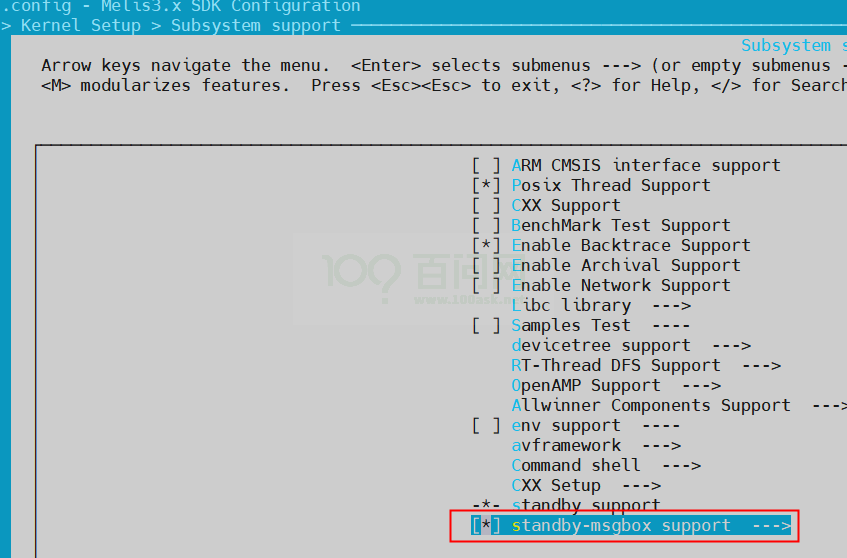 .config - Melis3.x SDK Configuration
> Kernel Setup > Subsystem support
Subsystem s
Arrow keys navigate the menu.  <Enter> selects submenus ---> (or empty submenus -
<M> modularizes features.  Press <Esc><Esc> to exit, <?> for Help, </> for Search
[ ] ARM CMSIS interface support
[*] Posix Thread Support
[ ] CXX Support
[ ] BenchMark Test Support
[*] Enable Backtrace Support
[ ] Enable Archival Support
[ ] Enable Network Support
Libc library  --->
[ ] Samples Test  ----
devicetree support  --->
RT-Thread DFS Support  --->
OpenAMP Support  --->
Allwinner Components Support  --->
[ ] env support  ----
avframework  --->
Command shell  --->
CXX Setup  --->
-*- standby support
[*] standby-msgbox support  --->
百问网
www.100ask.net